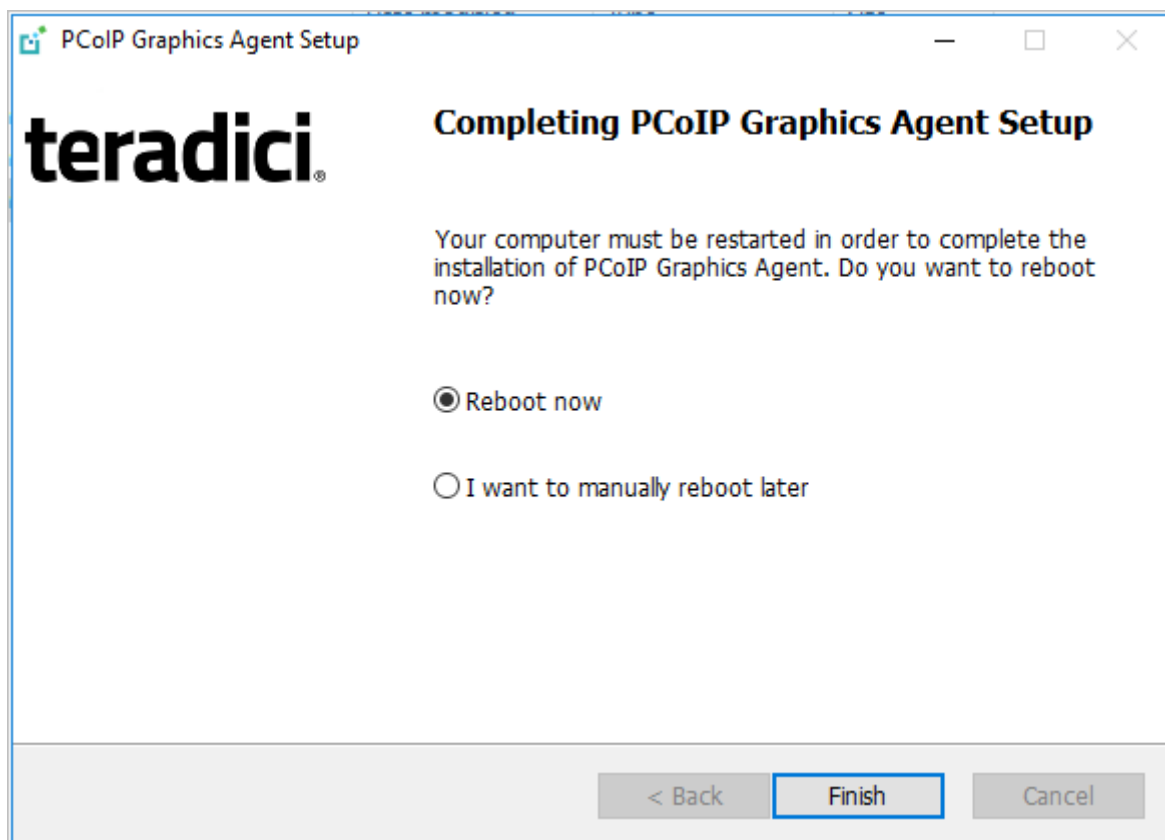 PCoIP Graphics Agent Setup
teradici®
Completing PCoIP Graphics Agent Setup
Your computer must be restarted in order to complete the
installation of PCoIP Graphics Agent. Do you want to reboot
now?
Reboot now
I want to manually reboot later
< Back
Finish
Cancel